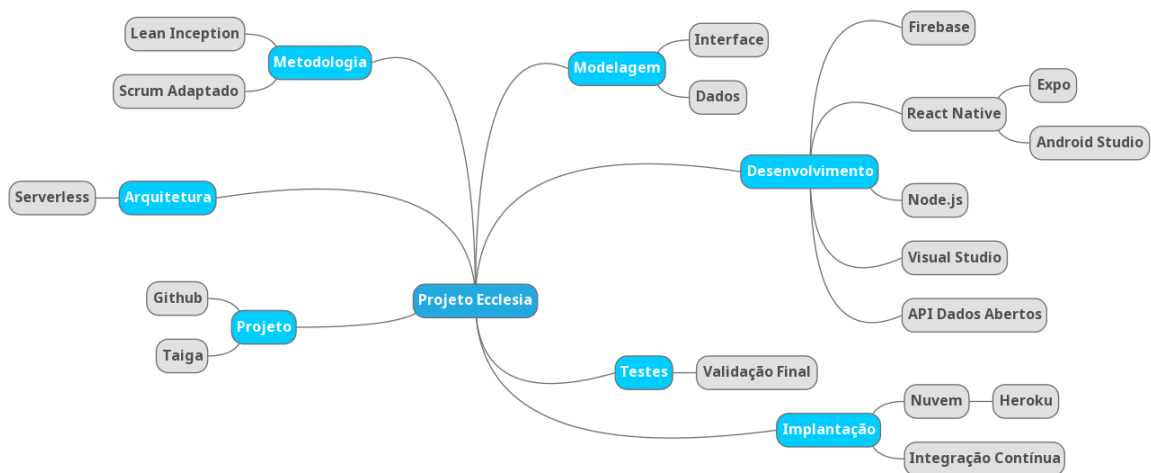 Lean Inception
Metodologia
Scrum Adaptado
Serverless
Arquitetura
Github
Projeto
Taiga
Projeto Ecclesia
Modelagem
Interface
Dados
Desenvolvimento
Firebase
React Native
Expo
Android Studio
Node.js
Visual Studio
API Dados Abertos
Testes
Validação Final
Implantação
Nuvem
Heroku
Integração Contínua